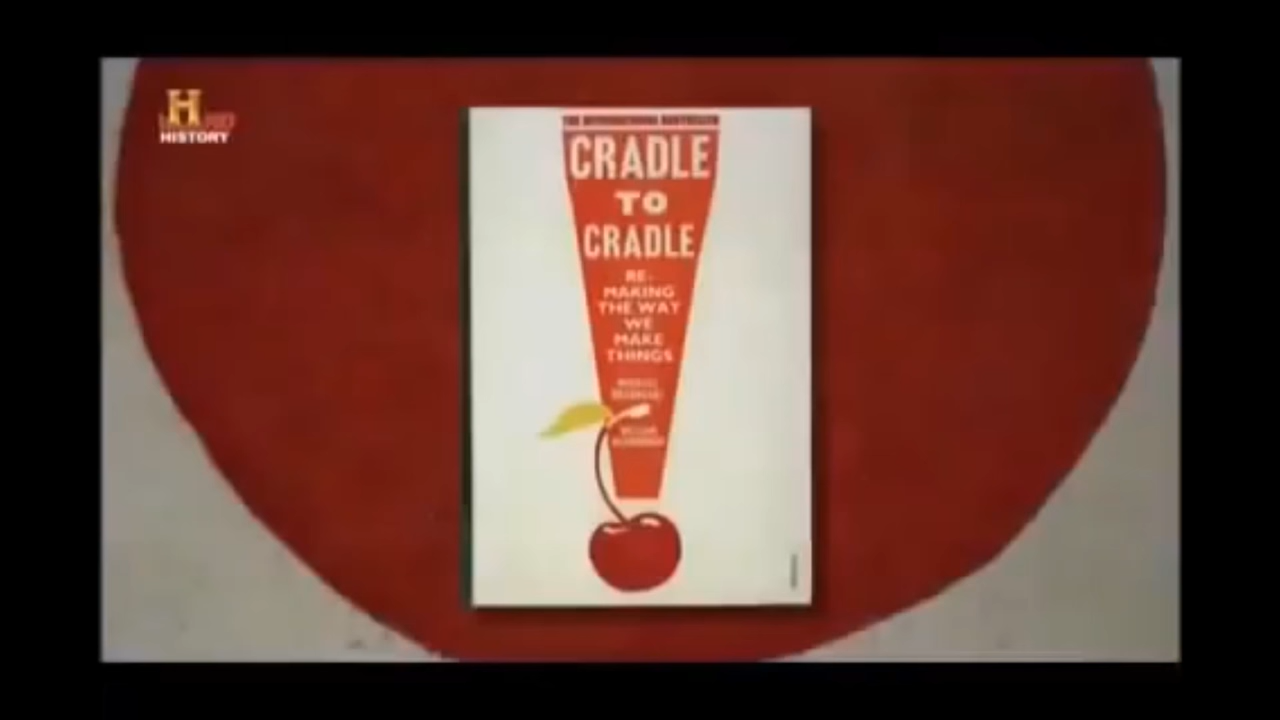 H
HISTORY
CRADLE
TO
CRADLE
RE-
MAKING
THE WAY
WE
MAKE
THINGS